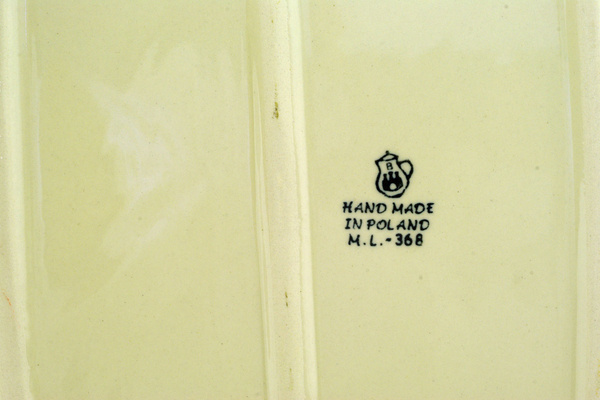 B
HAND MADE
IN POLAND
M.L.-368